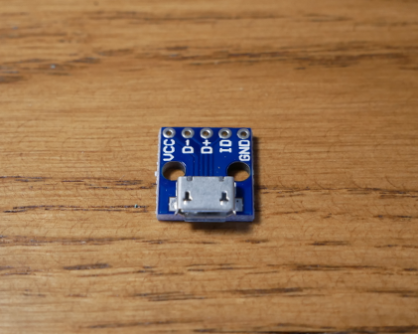 VCC D- D+ ID GND